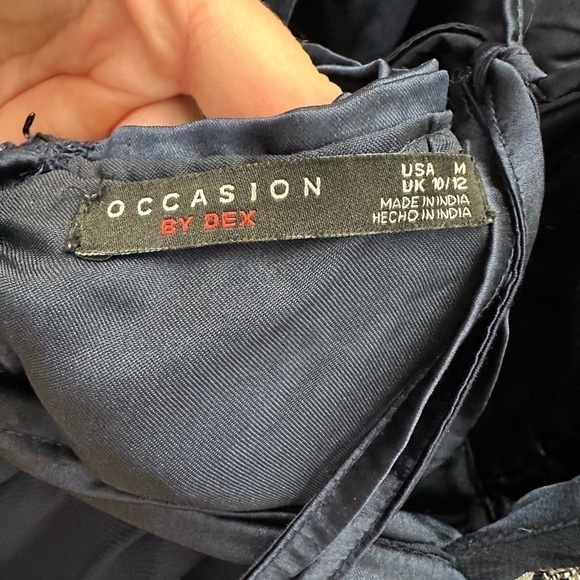 OCCASION
BY DEX
USA M
UK 10/12
MADE IN INDIA
HECHO IN INDIA